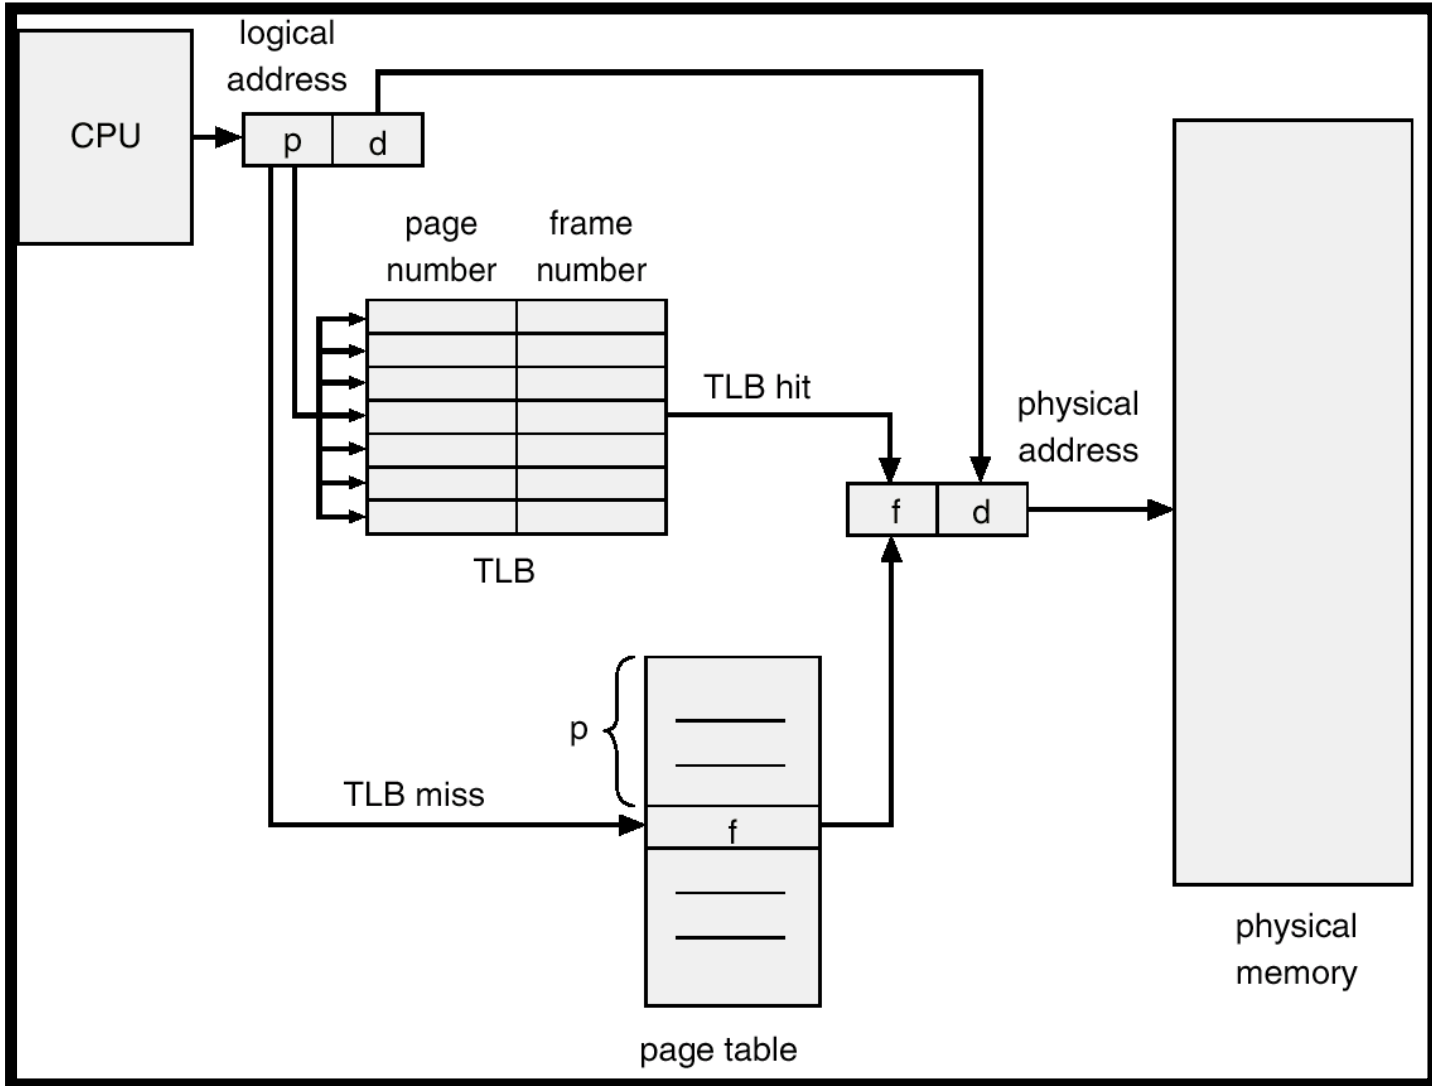 logical
address
CPU
p
d
page
number
frame
number
TLB hit
physical
address
f
d
TLB
p
TLB miss
f
physical
memory
page table